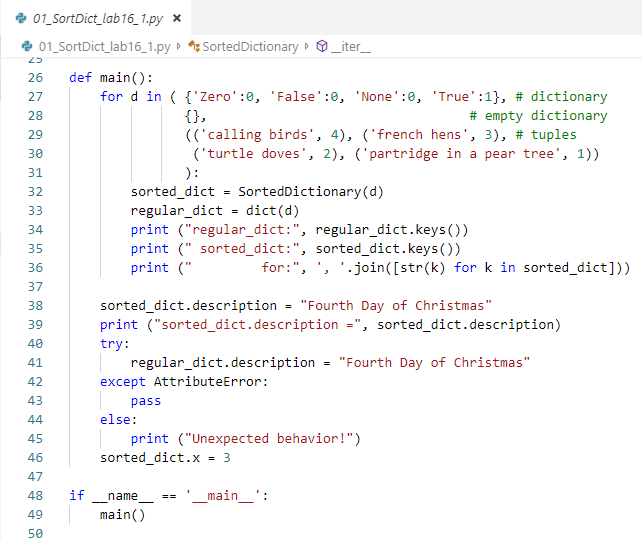 01_SortDict_lab16_1.py ×
01_SortDict_lab16_1.py › SortedDictionary › __iter__
25
26 def main():
27     for d in ( {'Zero':0, 'False':0, 'None':0, 'True':1}, # dictionary
28                {},                                  # empty dictionary
29                (('calling birds', 4), ('french hens', 3), # tuples
30                 ('turtle doves', 2), ('partridge in a pear tree', 1))
31                ):
32         sorted_dict = SortedDictionary(d)
33         regular_dict = dict(d)
34         print ("regular_dict:", regular_dict.keys())
35         print (" sorted_dict:", sorted_dict.keys())
36         print ("         for:", ', '.join([str(k) for k in sorted_dict]))
37
38     sorted_dict.description = "Fourth Day of Christmas"
39     print ("sorted_dict.description =", sorted_dict.description)
40     try:
41         regular_dict.description = "Fourth Day of Christmas"
42     except AttributeError:
43         pass
44     else:
45         print ("Unexpected behavior!")
46     sorted_dict.x = 3
47
48 if __name__ == '__main__':
49     main()
50